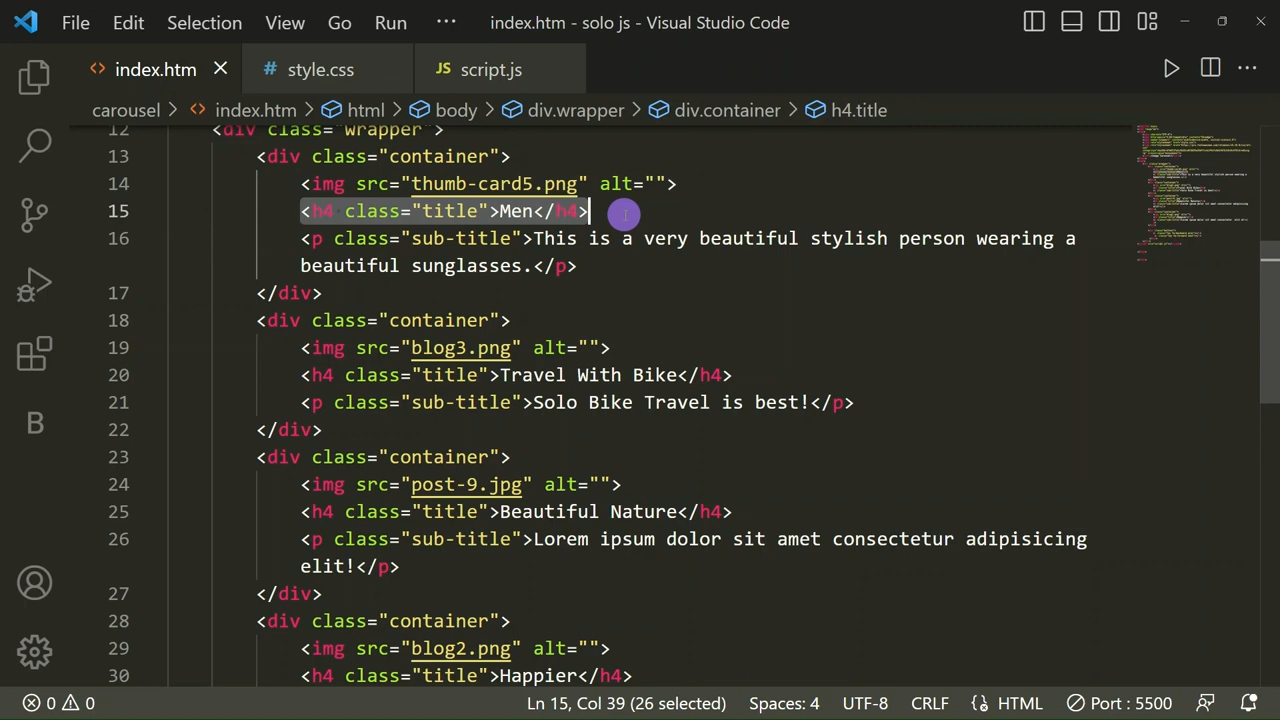 File Edit Selection View Go Run ··· index.htm - solo js - Visual Studio Code
index.htm style.css JS script.js
carousel > index.htm > html > body > div.wrapper > div.container > h4.title
12 <div class="wrapper">
13 <div class="container">
14 <img src="thumb-card5.png" alt="">
15 <h4 class="title">Men</h4>
16 <p class="sub-title">This is a very beautiful stylish person wearing a
beautiful sunglasses.</p>
17 </div>
18 <div class="container">
19 <img src="blog3.png" alt="">
20 <h4 class="title">Travel With Bike</h4>
21 <p class="sub-title">Solo Bike Travel is best!</p>
22 </div>
23 <div class="container">
24 <img src="post-9.jpg" alt="">
25 <h4 class="title">Beautiful Nature</h4>
26 <p class="sub-title">Lorem ipsum dolor sit amet consectetur adipisicing
elit!</p>
27 </div>
28 <div class="container">
29 <img src="blog2.png" alt="">
30 <h4 class="title">Happier</h4>
B
0 0 Ln 15, Col 39 (26 selected) Spaces: 4 UTF-8 CRLF HTML Port : 5500